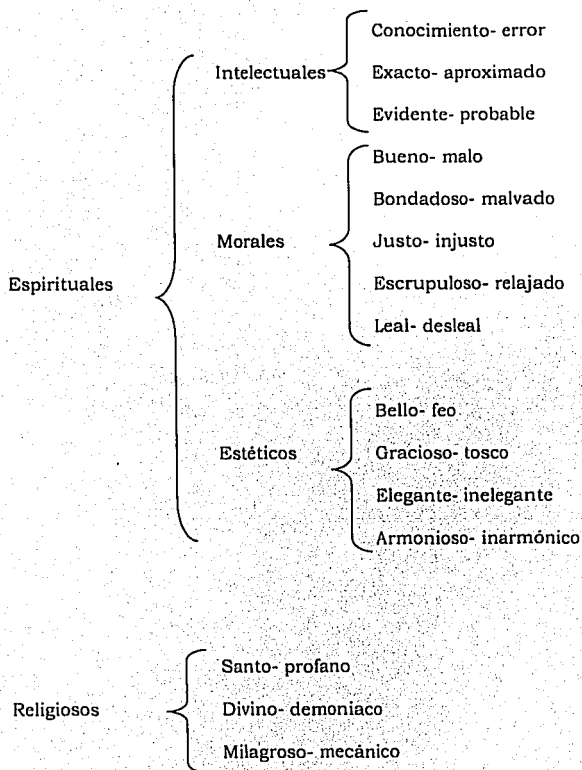 Espirituales
Intelectuales
Conocimiento- error
Exacto- aproximado
Evidente- probable
Morales
Bueno- malo
Bondadoso- malvado
Justo- injusto
Escrupuloso- relajado
Leal- desleal
Estéticos
Bello- feo
Gracioso- tosco
Elegante- inelegante
Armonioso- inarmónico
Religiosos
Santo- profano
Divino- demoniaco
Milagroso- mecánico